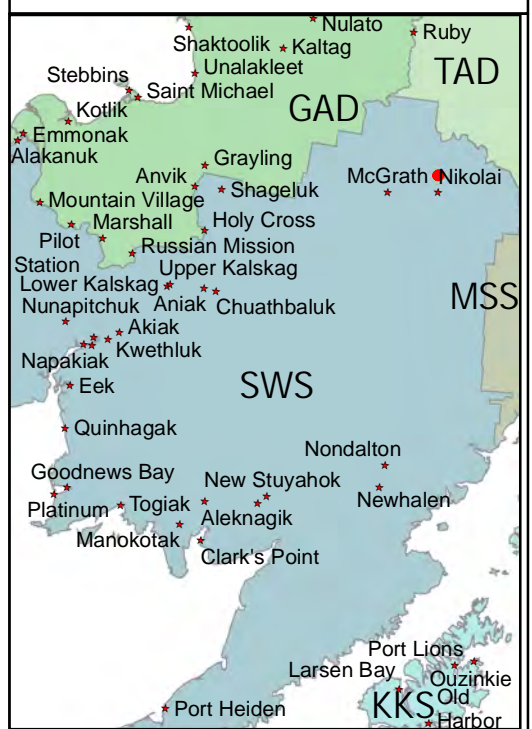 Nulato
Ruby
Shaktoolik
Kaltag
TAD
Unalakleet
Stebbins
Saint Michael
GAD
Kotlik
Emmonak
Alakanuk
Grayling
Anvik
McGrath
Nikolai
Shageluk
Mountain Village
Marshall
Holy Cross
Pilot
Station
Russian Mission
Upper Kalskag
Lower Kalskag
MSS
Nunapitchuk
Aniak
Chuathbaluk
Akiak
Kwethluk
Napakiak
SWS
Eek
Quinhagak
Nondalton
Goodnews Bay
New Stuyahok
Newhalen
Platinum
Togiak
Aleknagik
Manokotak
Clark's Point
Port Lions
Larsen Bay
Ouzinkie
KKS
Old
Harbor
Port Heiden